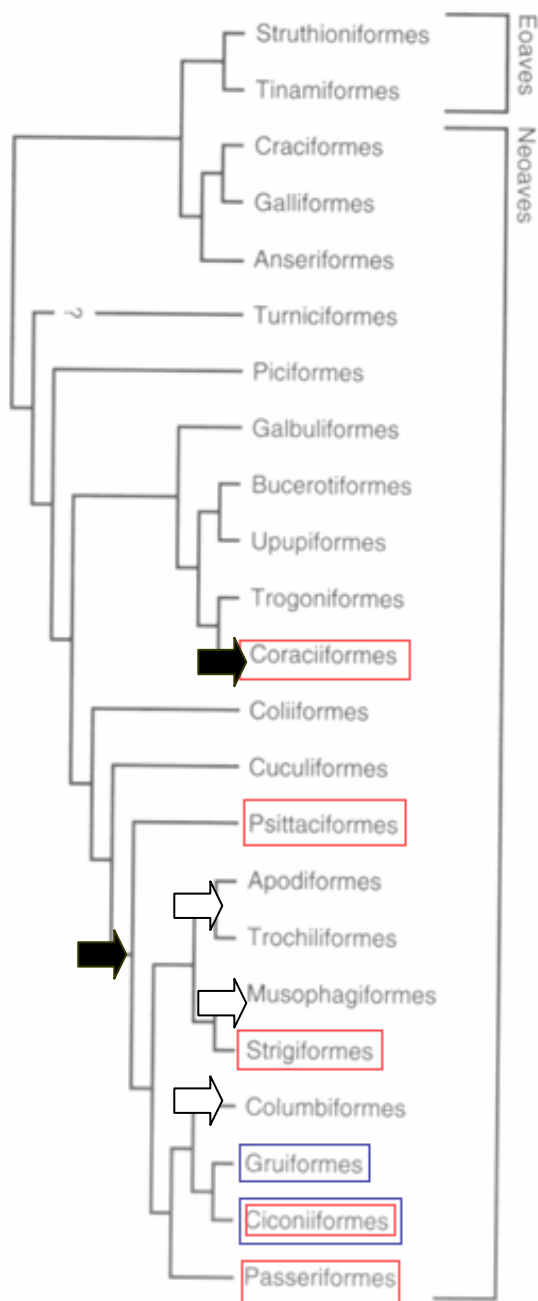 Struthioniformes
Tinamiformes
Craciformes
Galliformes
Anseriformes
?
Turniciformes
Piciformes
Galbuliformes
Bucerotiformes
Upupiformes
Trogoniformes
Coraciiformes
Coliiformes
Cuculiformes
Psittaciformes
Apodiformes
Trochiliformes
Musophagiformes
Strigiformes
Columbiformes
Gruiformes
Ciconiiformes
Passeriformes
Eoaves
Neoaves